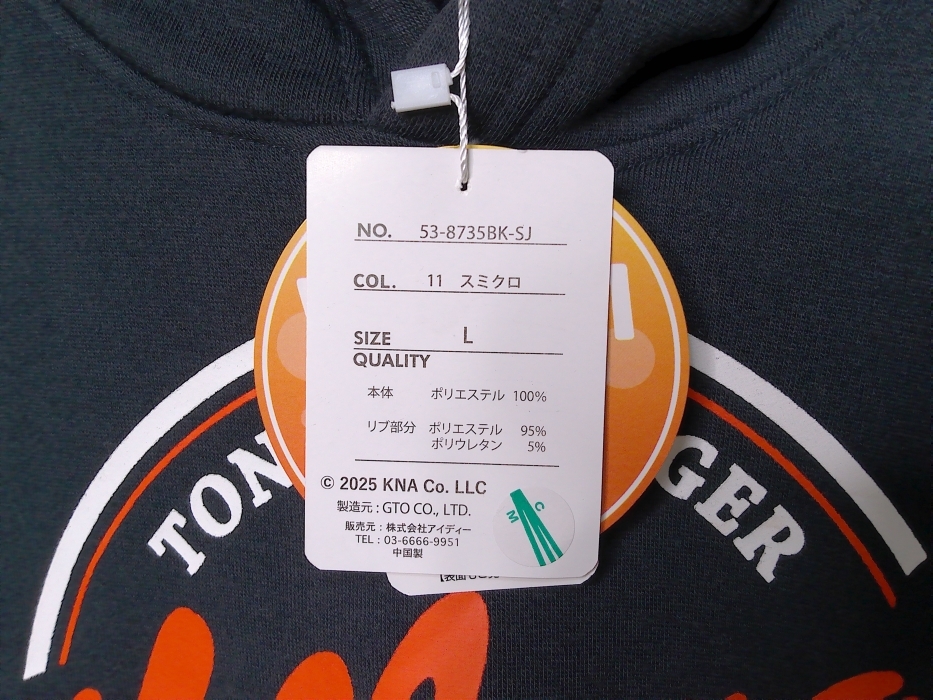 NO. 53-8735BK-SJ
COL. 11 スミクロ
SIZE L
QUALITY
本体 ポリエステル 100%
リブ部分 ポリエステル 95%
ポリウレタン 5%
© 2025 KNA Co. LLC
製造元 : GTO CO., LTD.
販売元 : 株式会社アイディー
TEL : 03-6666-9951
中国製
M C
TON
GER